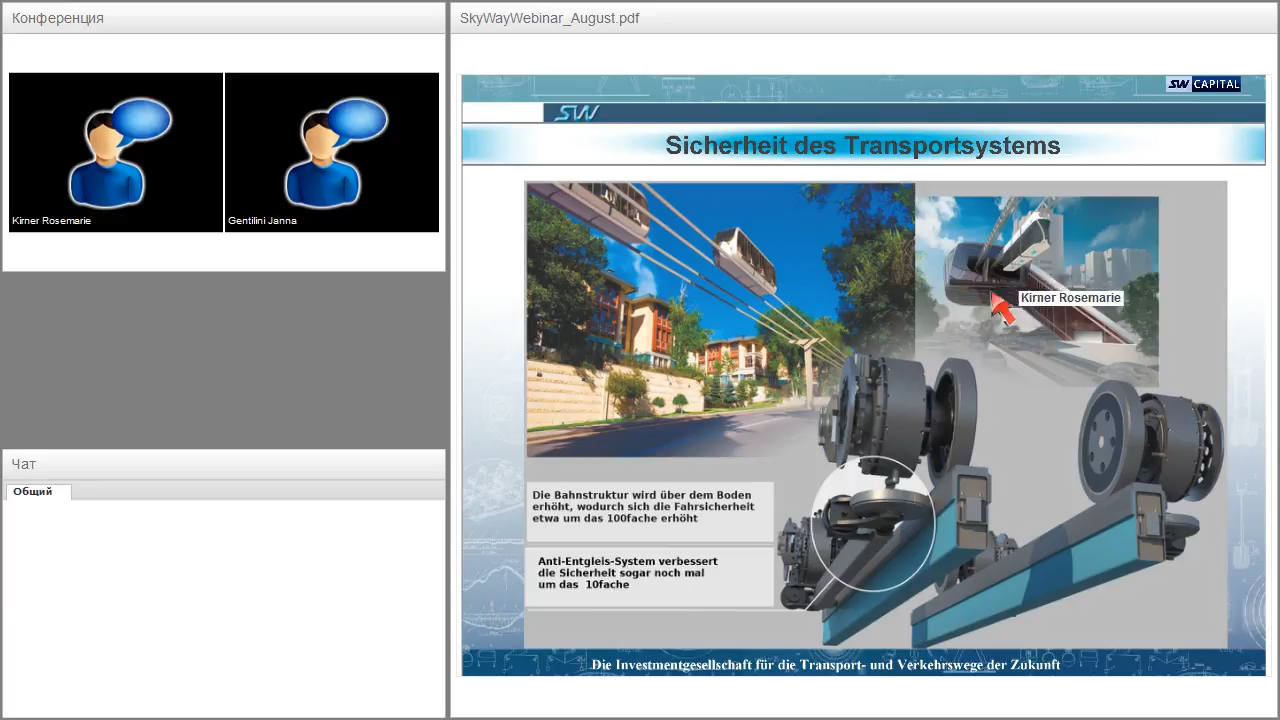 Конференция
Kirner Rosemarie
Gentilini Janna
Чат
Общий
SkyWayWebinar_August.pdf
SW CAPITAL
SW
Sicherheit des Transportsystems
Kirner Rosemarie
Die Bahnstruktur wird über dem Boden
erhöht, wodurch sich die Fahrsicherheit
etwa um das 100fache erhöht
Anti-Entgleis-System verbessert
die Sicherheit sogar noch mal
um das 10fache
Die Investmentgesellschaft für die Transport- und Verkehrswege der Zukunft